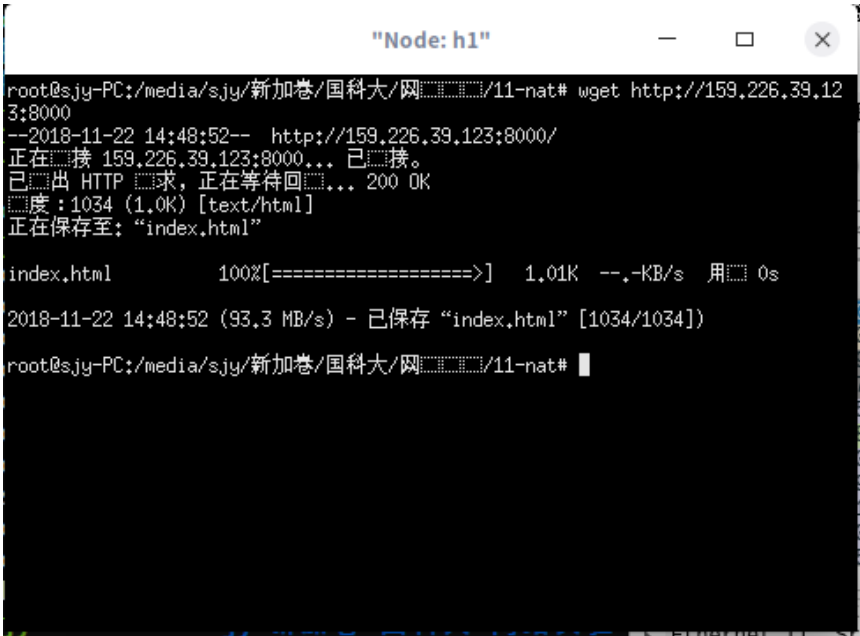 "Node: h1"
root@sjy-PC:/media/sjy/新加巻/国科大/网/11-nat# wget http://159.226.39.12
3:8000
--2018-11-22 14:48:52--  http://159.226.39.123:8000/
正在接 159.226.39.123:8000... 已接。
已出 HTTP 求，正在等待回... 200 OK
度：1034 (1.0K) [text/html]
正在保存至: “index.html”
index.html 100%[===================>] 1.01K --.-KB/s 用 0s
2018-11-22 14:48:52 (93.3 MB/s) - 已保存 “index.html” [1034/1034])
root@sjy-PC:/media/sjy/新加巻/国科大/网/11-nat#